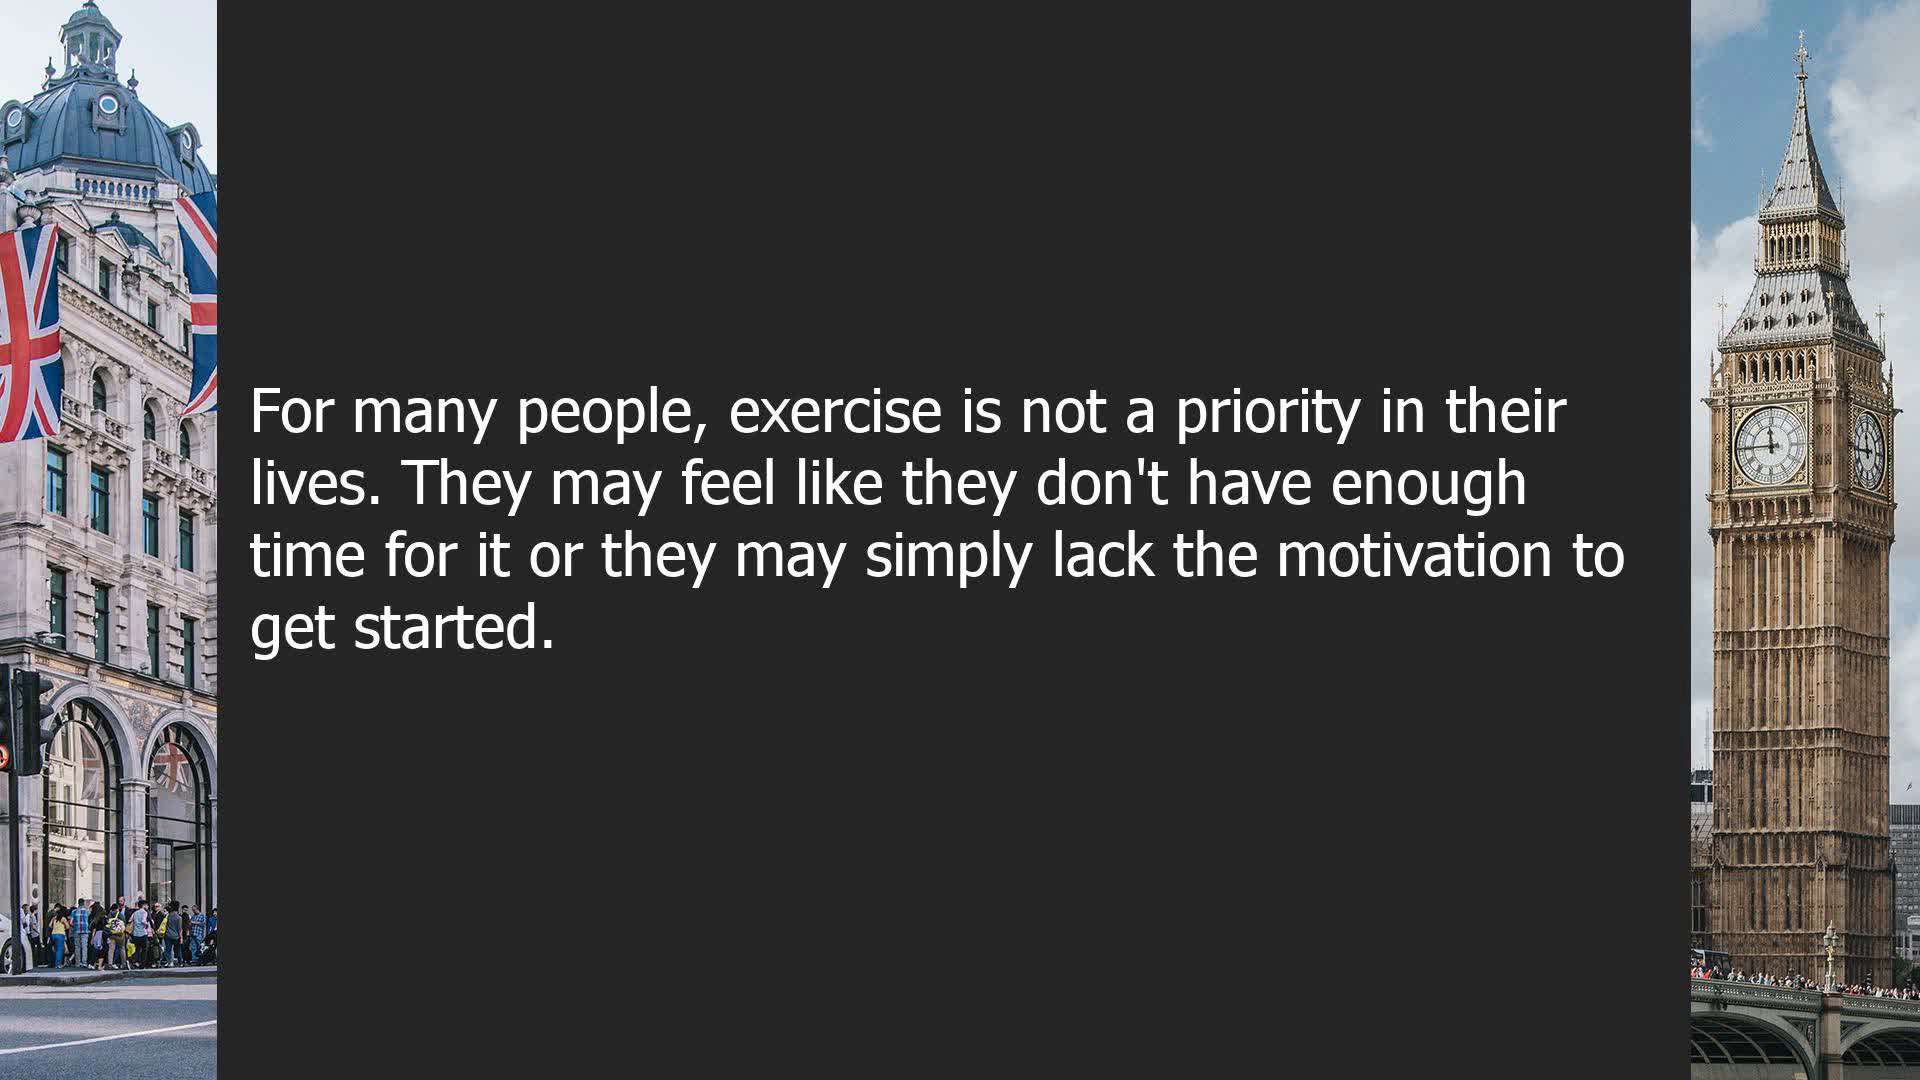 For many people, exercise is not a priority in their
lives. They may feel like they don't have enough
time for it or they may simply lack the motivation to
get started.